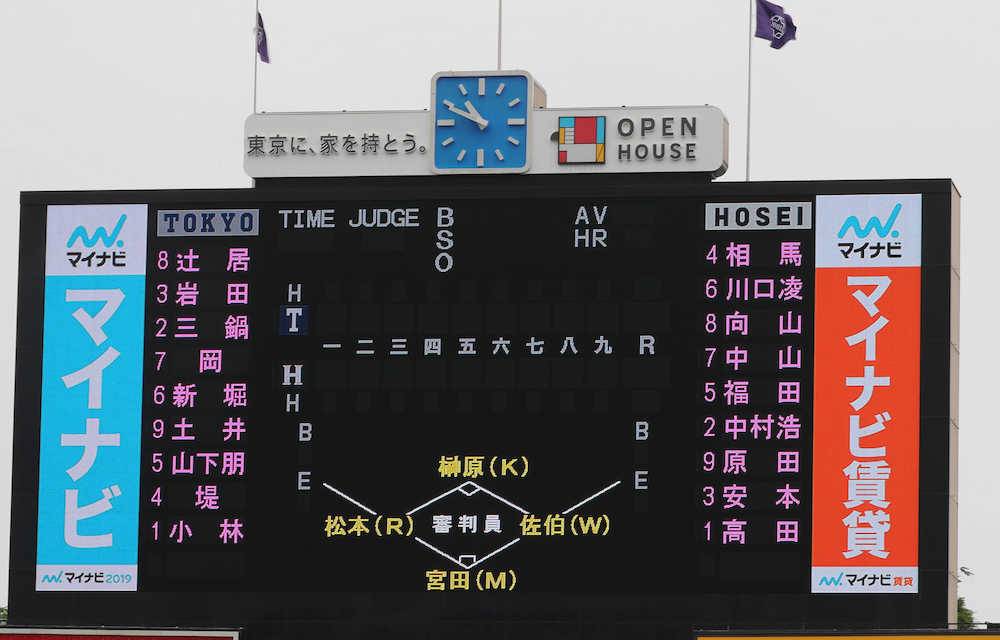 東京に、家を持とう。
OPEN
HOUSE
マイナビ
マイナビ
マイナビ2019
TOKYO
8 辻居
3 岩田
2 三鍋
7 岡
6 新堀
9 土井
5 山下朋
4 堤
1 小林
TIME JUDGE
B
S
O
AV
HR
H
T
一 二 三 四 五 六 七 八 九 R
H
H
B
E
B
E
榊原(K)
松本(R) 審判員 佐伯(W)
宮田(M)
HOSEI
4 相馬
6 川口凌
8 向山
7 中山
5 福田
2 中村浩
9 原田
3 安本
1 高田
マイナビ
マイナビ賃貸
マイナビ賃貸